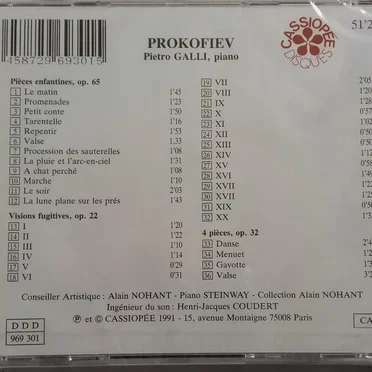 458729 693015
PROKOFIEV
Pietro GALLI, piano
CASSIOPÉE
DISQUES
51'2
Pièces enfantines, op. 65
1 Le matin 1'45
2 Promenades 1'23
3 Petit conte 1'50
4 Tarentelle 1'16
5 Repentir 1'53
6 Valse 1'33
7 Procession des sauterelles 1'08
8 La pluie et l'arc-en-ciel 1'31
9 A chat perché 1'08
10 Marche 1'10
11 Le soir 2'03
12 La lune plane sur les prés 1'43
Visions fugitives, op. 22
13 I 1'20
14 II 1'22
15 III 1'10
16 IV 1'00
17 V 0'31
18 VI 0'31
19 VII 2'05
20 VIII
21 IX
22 X
23 XI
24 XII
25 XIII
26 XIV
27 XV
28 XVI
29 XVII
30 XVIII
31 XIX
32 XX
4 pièces, op. 32
33 Danse
34 Menuet
35 Gavotte
36 Valse
Conseiller Artistique : Alain NOHANT - Piano STEINWAY - Collection Alain NOHANT
Ingénieur du son : Henri-Jacques COUDERT
DDD
969 301
℗ et © CASSIOPÉE 1991 - 15, avenue Montaigne 75008 Paris
CA